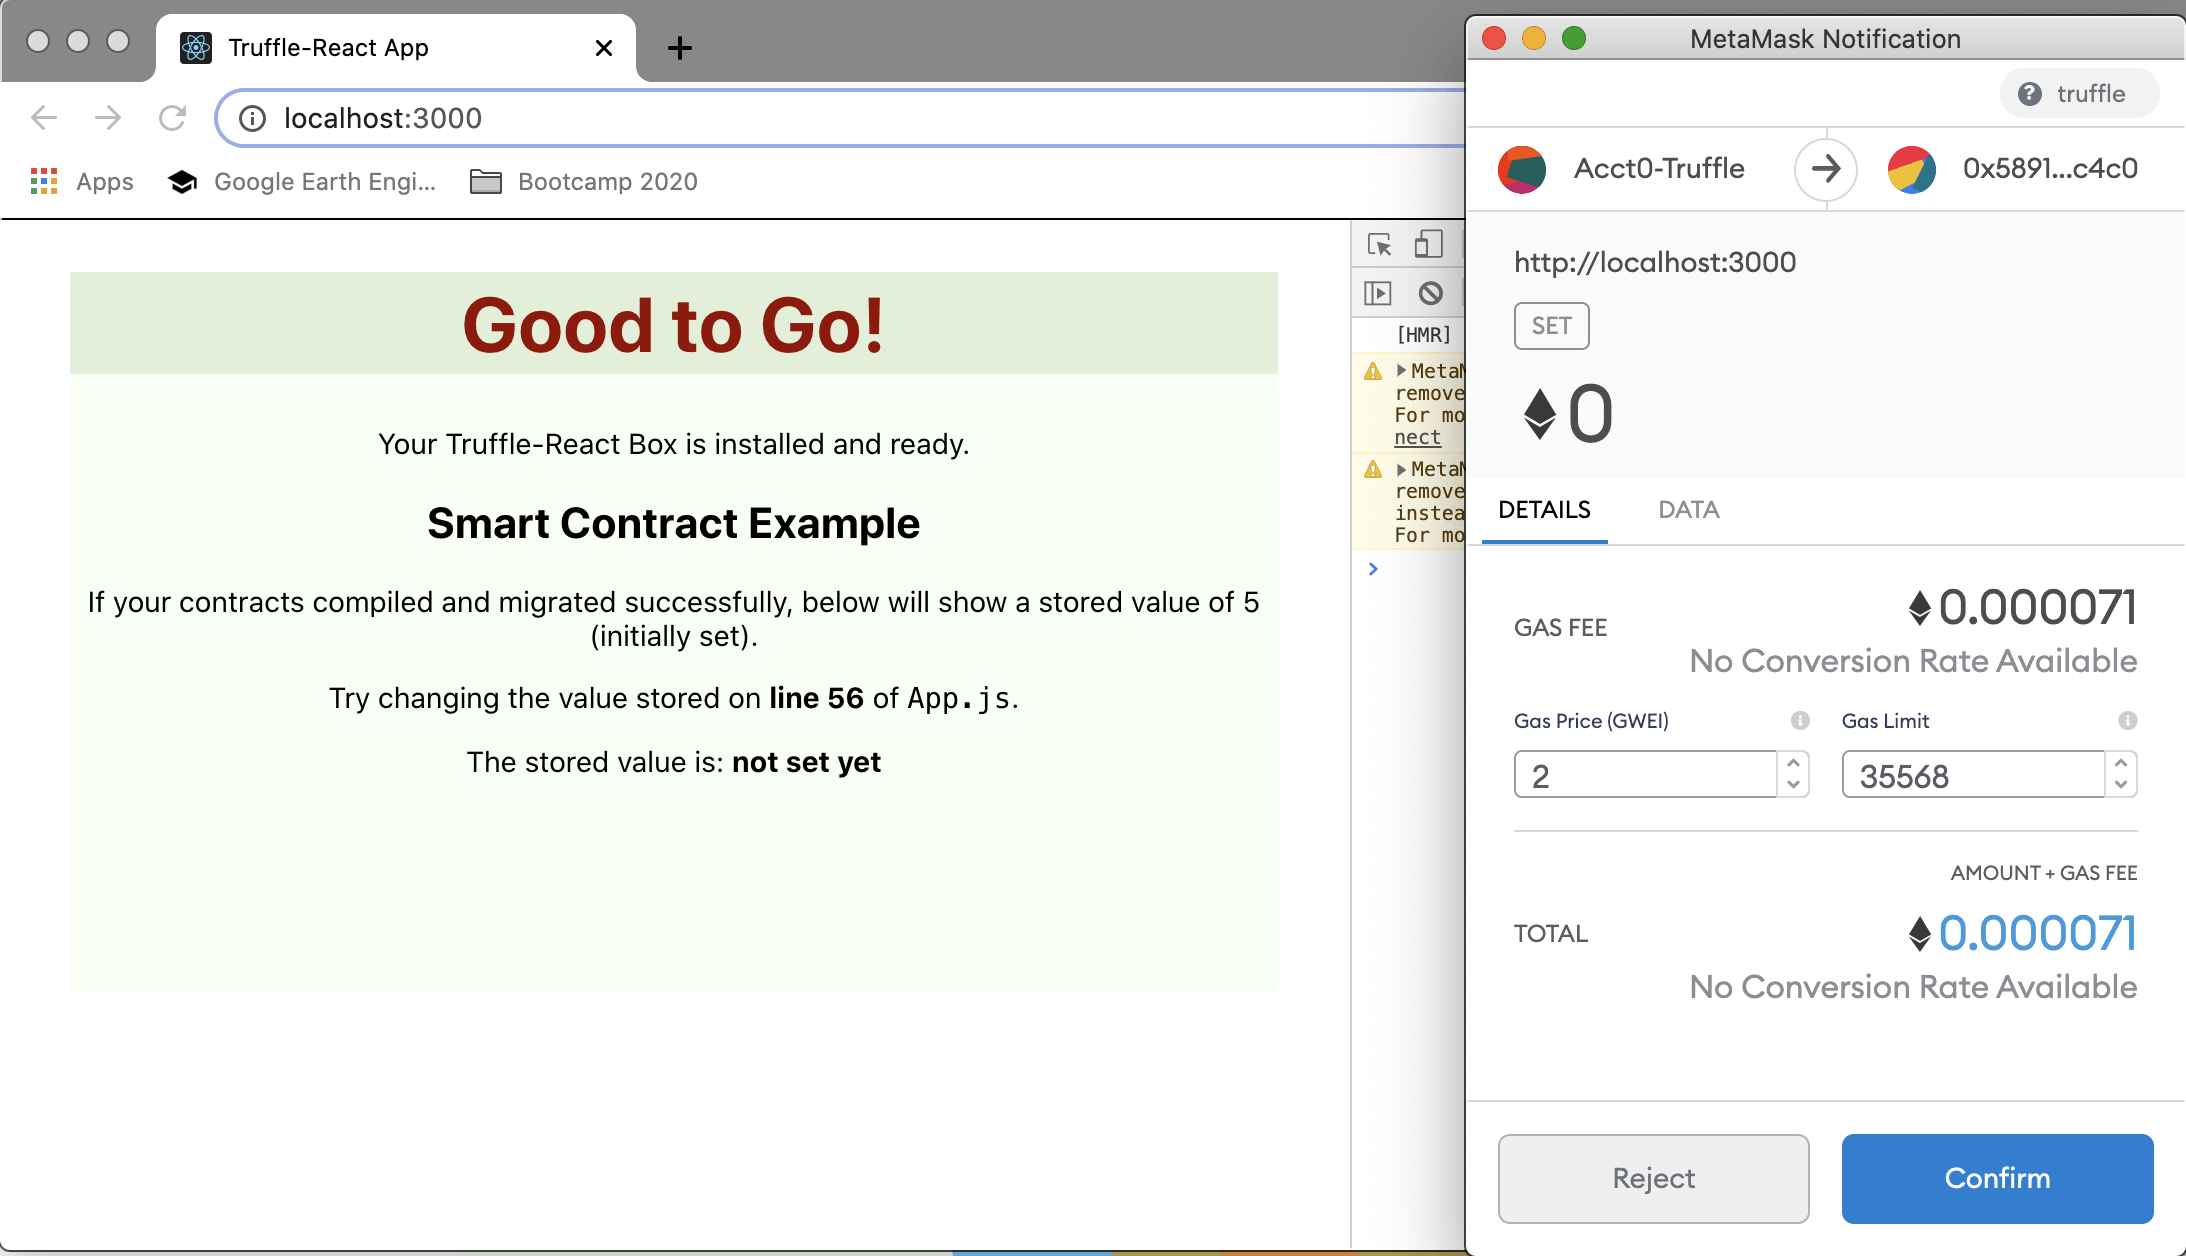 Truffle-React App
localhost:3000
Apps
Google Earth Engi...
Bootcamp 2020
Good to Go!
Your Truffle-React Box is installed and ready.
Smart Contract Example
If your contracts compiled and migrated successfully, below will show a stored value of 5
(initially set).
Try changing the value stored on line 56 of App.js.
The stored value is: not set yet
[HMR]
MetaM
remove
For mo
nect
MetaM
remove
instea
For mo
MetaMask Notification
truffle
Acct0-Truffle
0x5891...c4c0
http://localhost:3000
SET
0
DETAILS
DATA
GAS FEE
0.000071
No Conversion Rate Available
Gas Price (GWEI)
Gas Limit
2
35568
AMOUNT + GAS FEE
TOTAL
0.000071
No Conversion Rate Available
Reject
Confirm